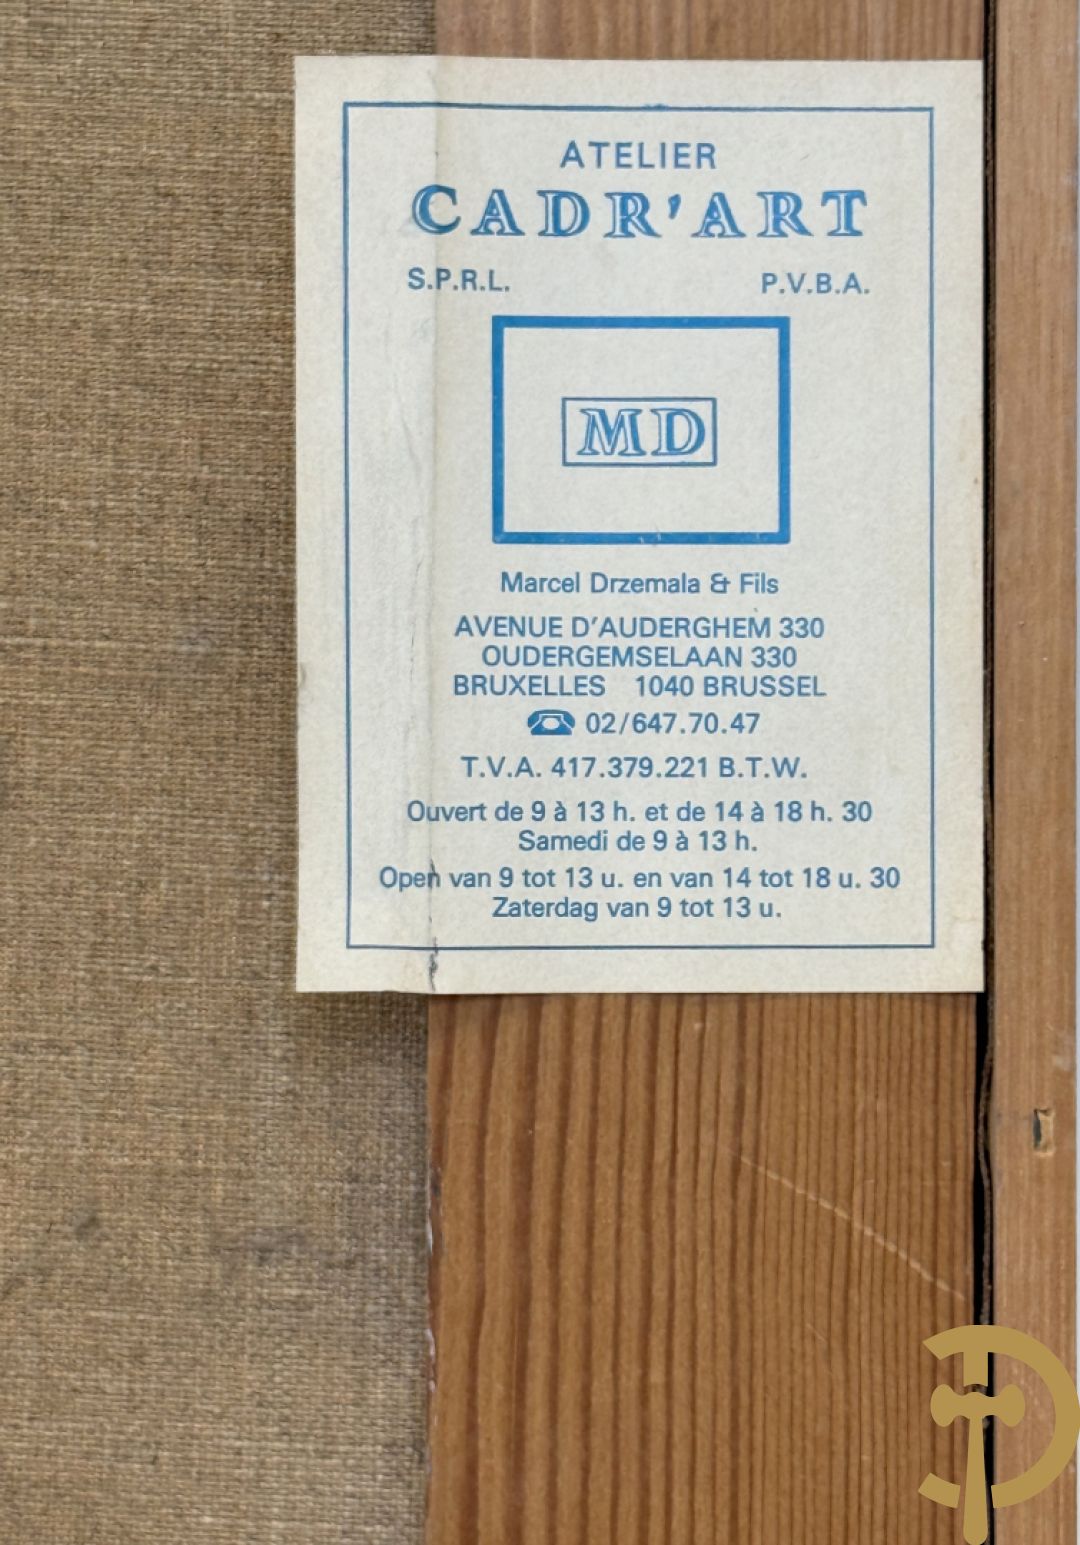 ATELIER
CADR'ART
S.P.R.L. P.V.B.A.
MD
Marcel Drzemala & Fils
AVENUE D'AUDERGHEM 330
OUDERGEMSELAAN 330
BRUXELLES 1040 BRUSSEL
☎ 02/647.70.47
T.V.A. 417.379.221 B.T.W.
Ouvert de 9 à 13 h. et de 14 à 18 h. 30
Samedi de 9 à 13 h.
Open van 9 tot 13 u. en van 14 tot 18 u. 30
Zaterdag van 9 tot 13 u.